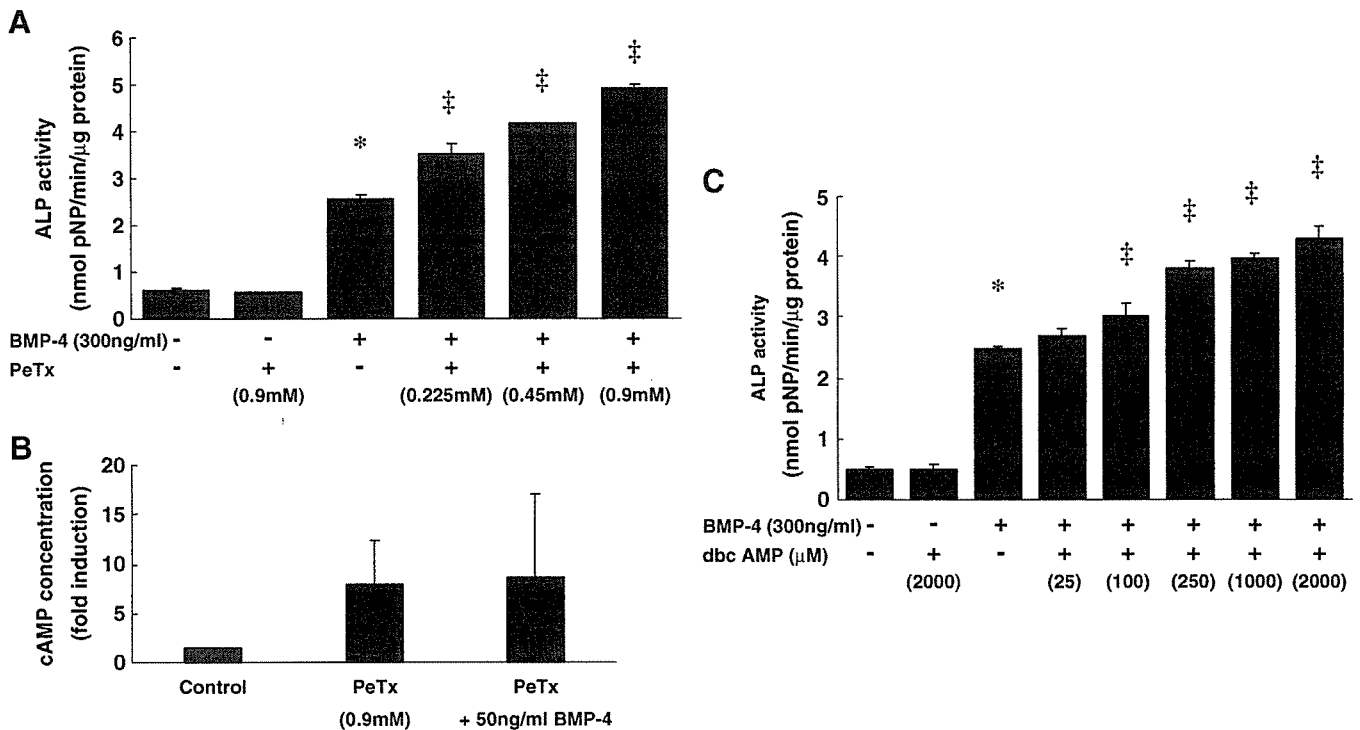 A
6
5
4
3
2
1
0
ALP activity
(nmol pNP/min/µg protein)
* ‡ ‡ ‡
BMP-4 (300ng/ml) - - + + + +
PeTx - + - + + +
(0.9mM) (0.225mM) (0.45mM) (0.9mM)
B
20
15
10
5
0
cAMP concentration
(fold induction)
Control PeTx PeTx
(0.9mM) + 50ng/ml BMP-4
C
5
4
3
2
1
0
ALP activity
(nmol pNP/min/µg protein)
* ‡ ‡ ‡ ‡
BMP-4 (300ng/ml) - - + + + + + +
dbc AMP (µM) - + - + + + + +
(2000) (25) (100) (250) (1000) (2000)